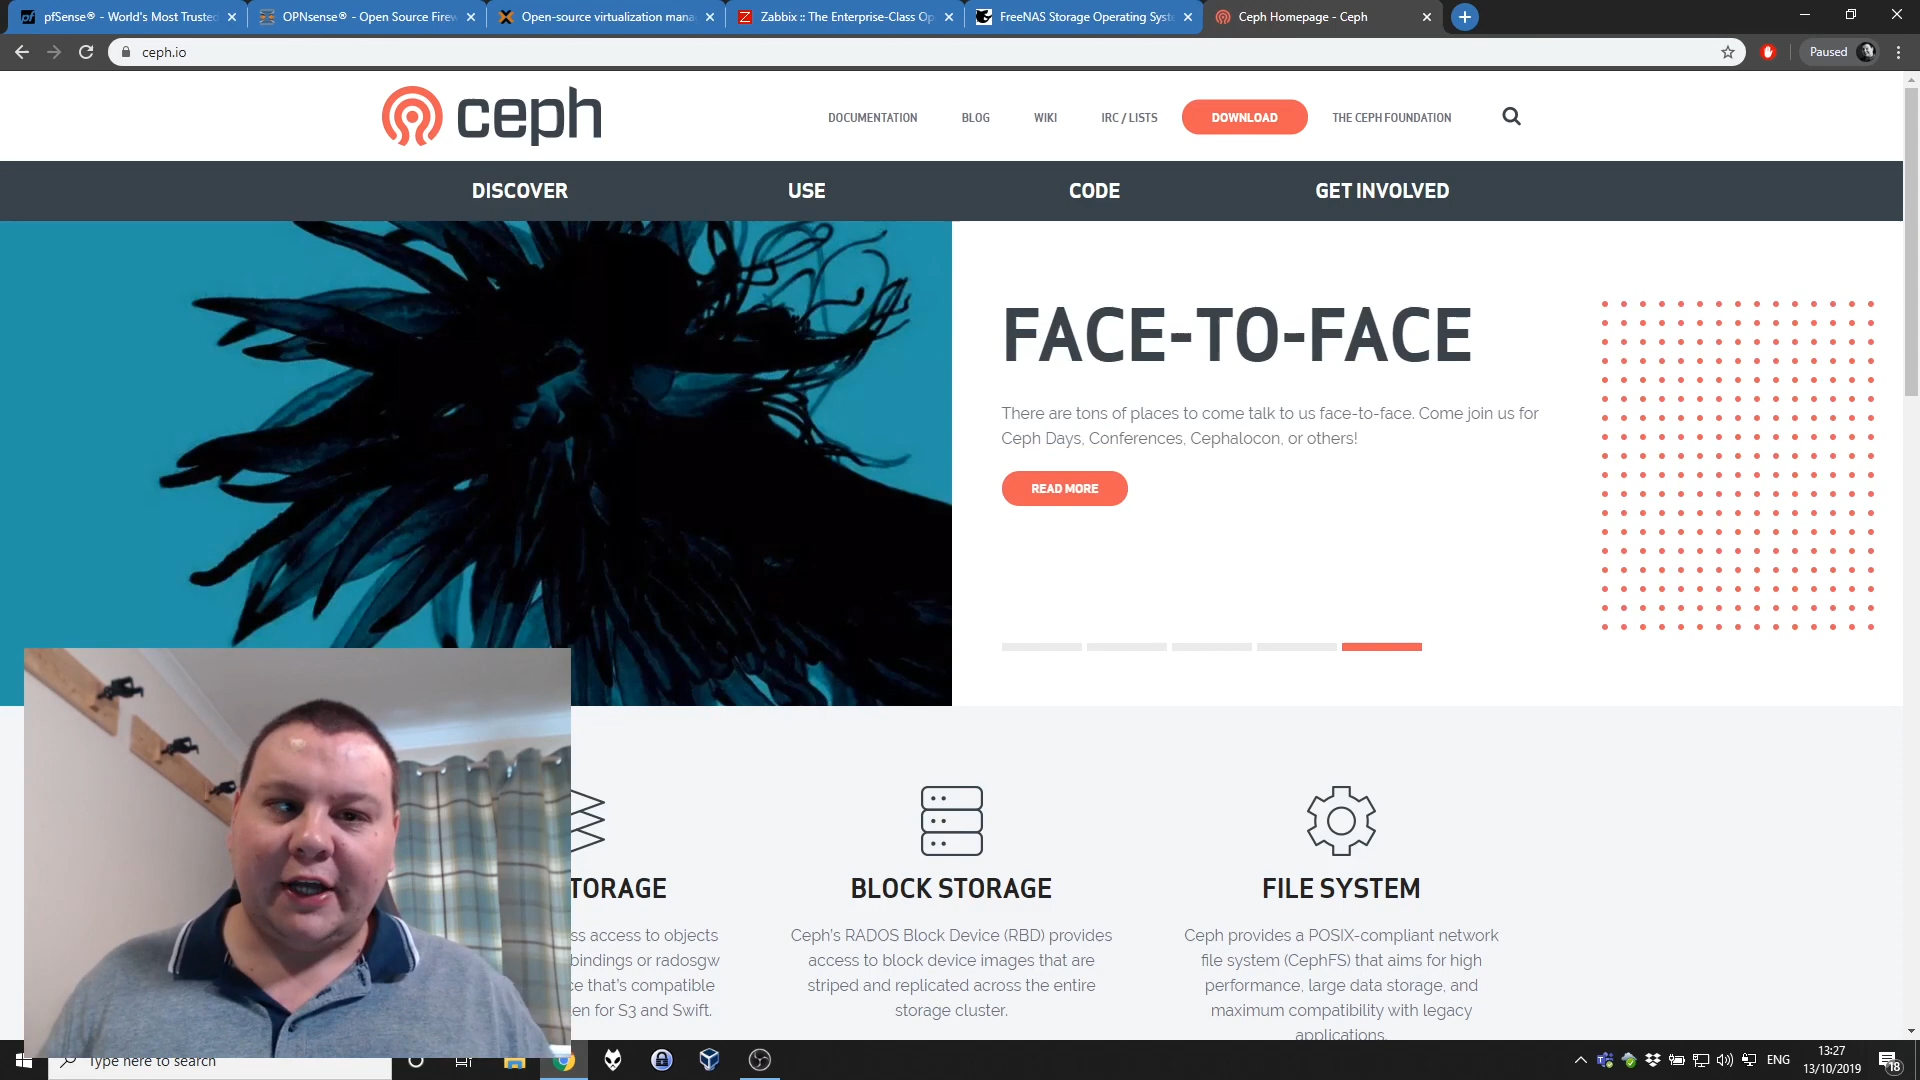 pfSense® - World's Most Trusted
OPNsense® - Open Source Firew
Open-source virtualization mana
Zabbix :: The Enterprise-Class Op
FreeNAS Storage Operating Syst
Ceph Homepage - Ceph
ceph.io
Paused
ceph
DOCUMENTATION
BLOG
WIKI
IRC / LISTS
DOWNLOAD
THE CEPH FOUNDATION
DISCOVER
USE
CODE
GET INVOLVED
FACE-TO-FACE
There are tons of places to come talk to us face-to-face. Come join us for
Ceph Days, Conferences, Cephalocon, or others!
READ MORE
TORAGE
ss access to objects
bindings or radosgw
ce that's compatible
en for S3 and Swift.
BLOCK STORAGE
Ceph's RADOS Block Device (RBD) provides
access to block device images that are
striped and replicated across the entire
storage cluster.
FILE SYSTEM
Ceph provides a POSIX-compliant network
file system (CephFS) that aims for high
performance, large data storage, and
maximum compatibility with legacy
applications.
Type here to search
ENG
13:27
13/10/2019
18